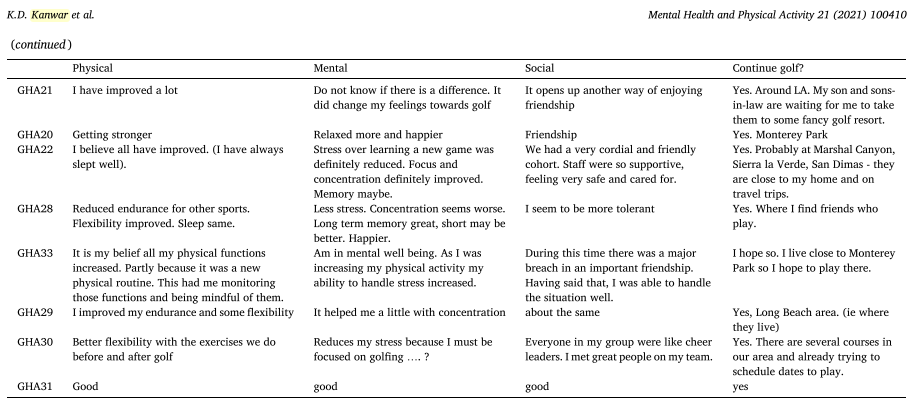 K.D. Kanwar et al.
Mental Health and Physical Activity 21 (2021) 100410
(continued)
Physical Mental Social Continue golf?
GHA21 I have improved a lot Do not know if there is a difference. It It opens up another way of enjoying Yes. Around LA. My son and sons-
did change my feelings towards golf friendship in-law are waiting for me to take
them to some fancy golf resort.
GHA20 Getting stronger Relaxed more and happier Friendship Yes. Monterey Park
GHA22 I believe all have improved. (I have always Stress over learning a new game was We had a very cordial and friendly Yes. Probably at Marshal Canyon,
slept well). definitely reduced. Focus and cohort. Staff were so supportive, Sierra la Verde, San Dimas - they
concentration definitely improved. feeling very safe and cared for. are close to my home and on
Memory maybe. travel trips.
GHA28 Reduced endurance for other sports. Less stress. Concentration seems worse. I seem to be more tolerant Yes. Where I find friends who
Flexibility improved. Sleep same. Long term memory great, short may be play.
better. Happier.
GHA33 It is my belief all my physical functions Am in mental well being. As I was During this time there was a major I hope so. I live close to Monterey
increased. Partly because it was a new increasing my physical activity my breach in an important friendship. Park so I hope to play there.
physical routine. This had me monitoring ability to handle stress increased. Having said that, I was able to handle
those functions and being mindful of them. the situation well.
GHA29 I improved my endurance and some flexibility It helped me a little with concentration about the same Yes, Long Beach area. (ie where
they live)
GHA30 Better flexibility with the exercises we do Reduces my stress because I must be Everyone in my group were like cheer Yes. There are several courses in
before and after golf focused on golfing …. ? leaders. I met great people on my team. our area and already trying to
schedule dates to play.
GHA31 Good good good yes